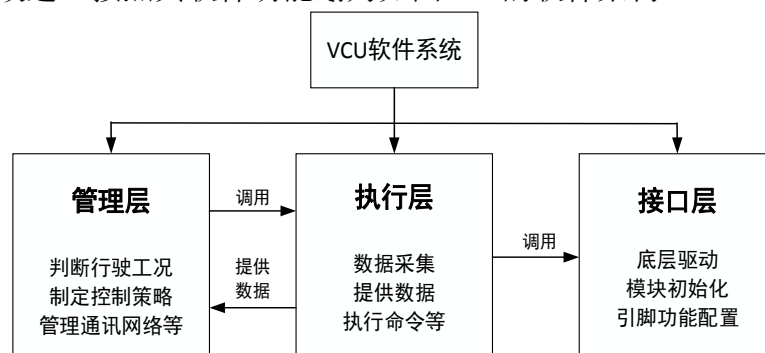 VCU软件系统
管理层
判断行驶工况
制定控制策略
管理通讯网络等
调用
提供
数据
执行层
数据采集
提供数据
执行命令等
调用
接口层
底层驱动
模块初始化
引脚功能配置